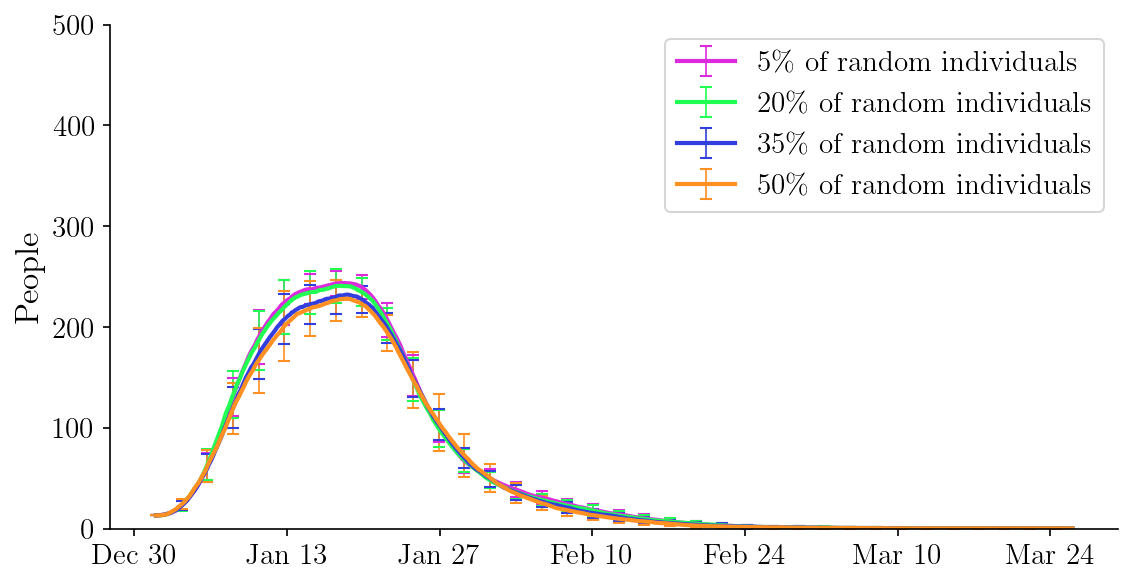 500
400
300
200
100
0
People
Dec 30
Jan 13
Jan 27
Feb 10
Feb 24
Mar 10
Mar 24
5% of random individuals
20% of random individuals
35% of random individuals
50% of random individuals